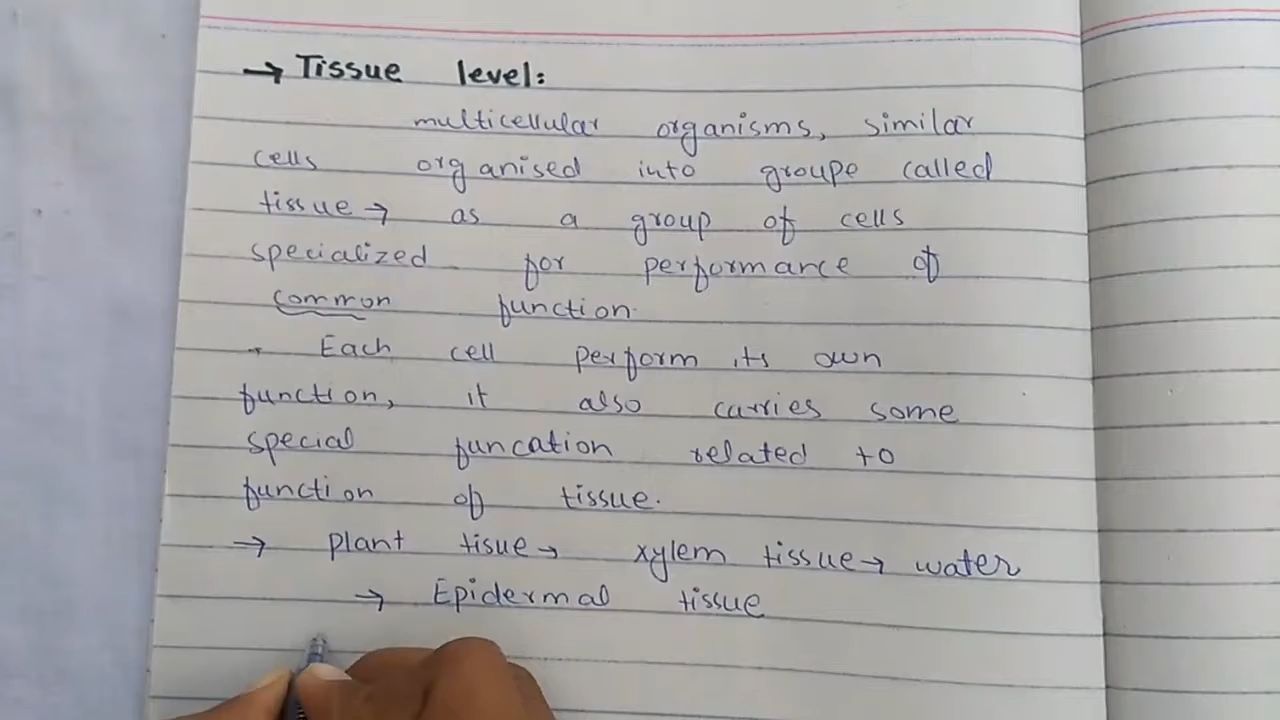 → Tissue level:
multicellular organisms, similar
cells organised into groupe called
tissue → as a group of cells
specialized for performance of
common function.
Each cell perform its own
function, it also carries some
special funcation related to
function of tissue.
→ plant tisue → xylem tissue → water
→ Epidermal tissue